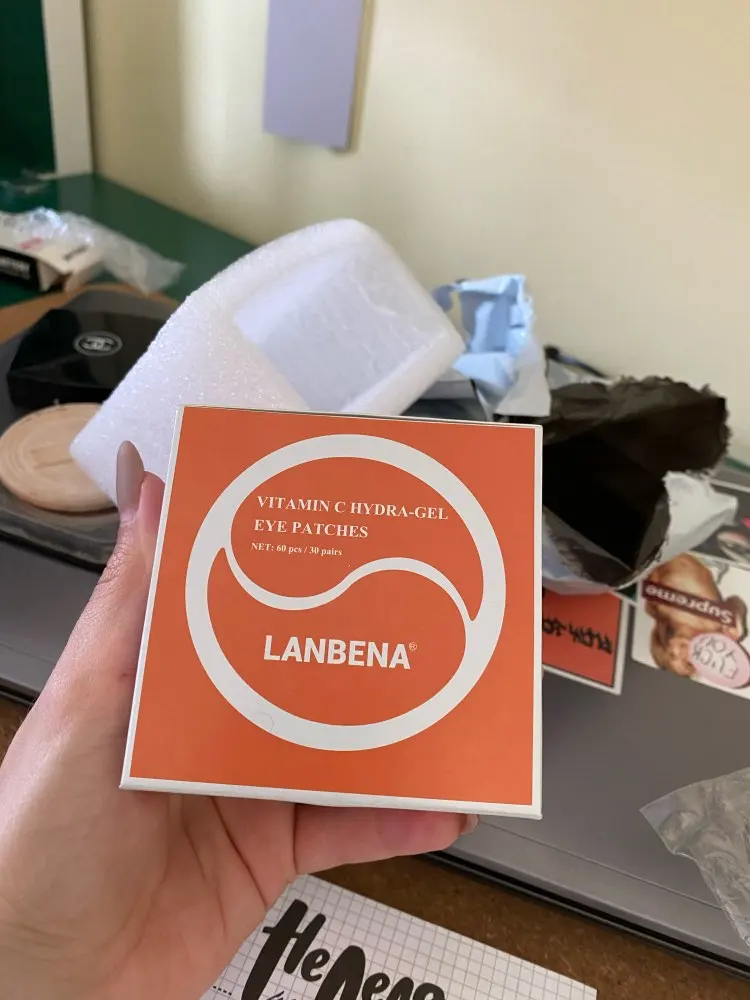 VITAMIN C HYDRA-GEL
EYE PATCHES
NET: 60 pcs / 30 pairs
LANBENA®
Supreme